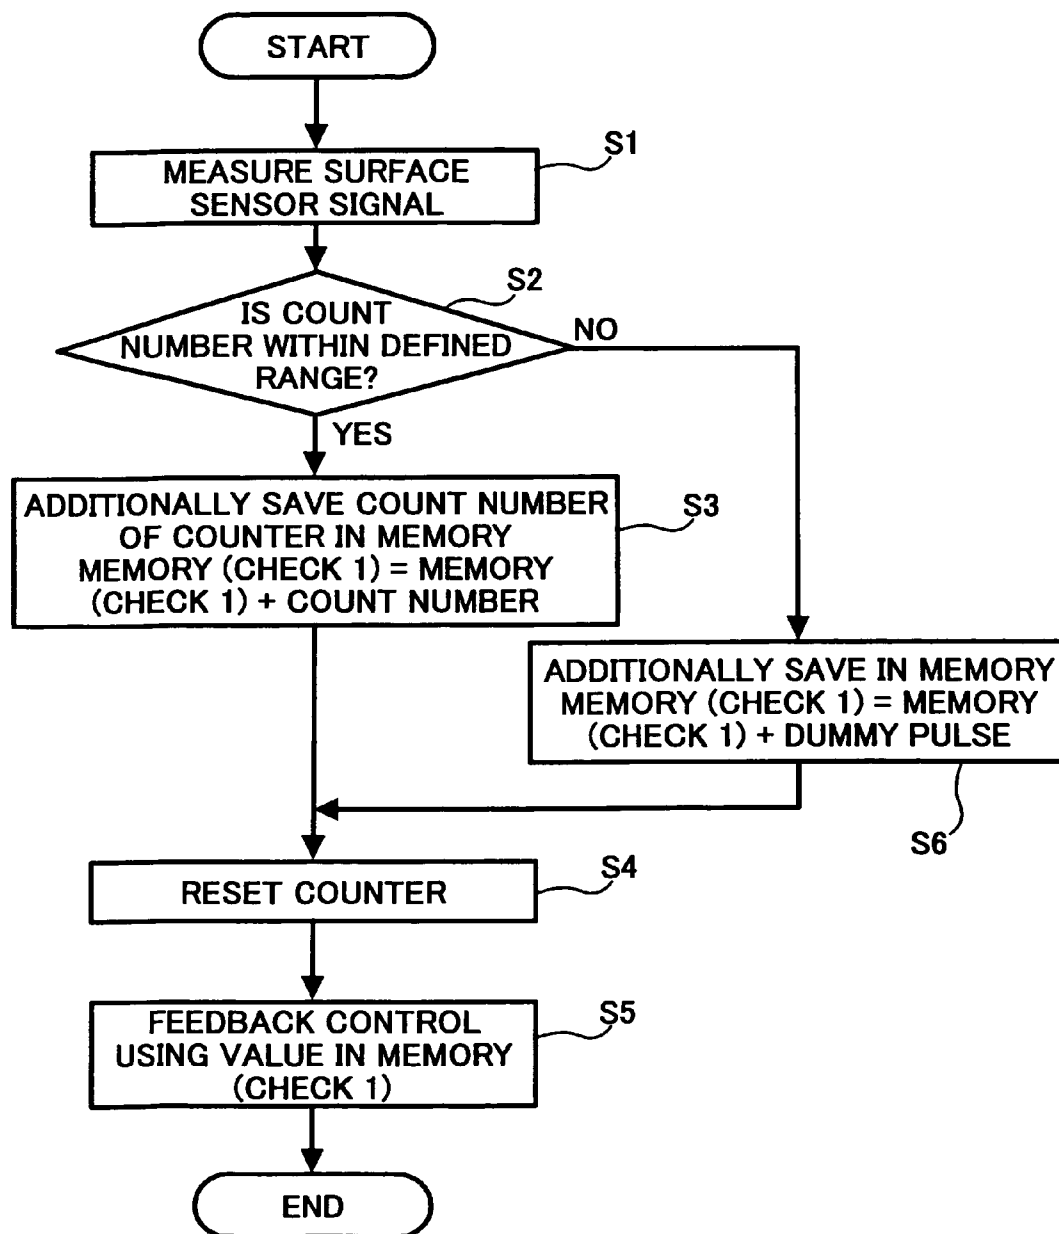 START
S1
MEASURE SURFACE
SENSOR SIGNAL
S2
IS COUNT
NUMBER WITHIN DEFINED
RANGE?
NO
YES
S3
ADDITIONALLY SAVE COUNT NUMBER
OF COUNTER IN MEMORY
MEMORY (CHECK 1) = MEMORY
(CHECK 1) + COUNT NUMBER
ADDITIONALLY SAVE IN MEMORY
MEMORY (CHECK 1) = MEMORY
(CHECK 1) + DUMMY PULSE
S6
S4
RESET COUNTER
S5
FEEDBACK CONTROL
USING VALUE IN MEMORY
(CHECK 1)
END